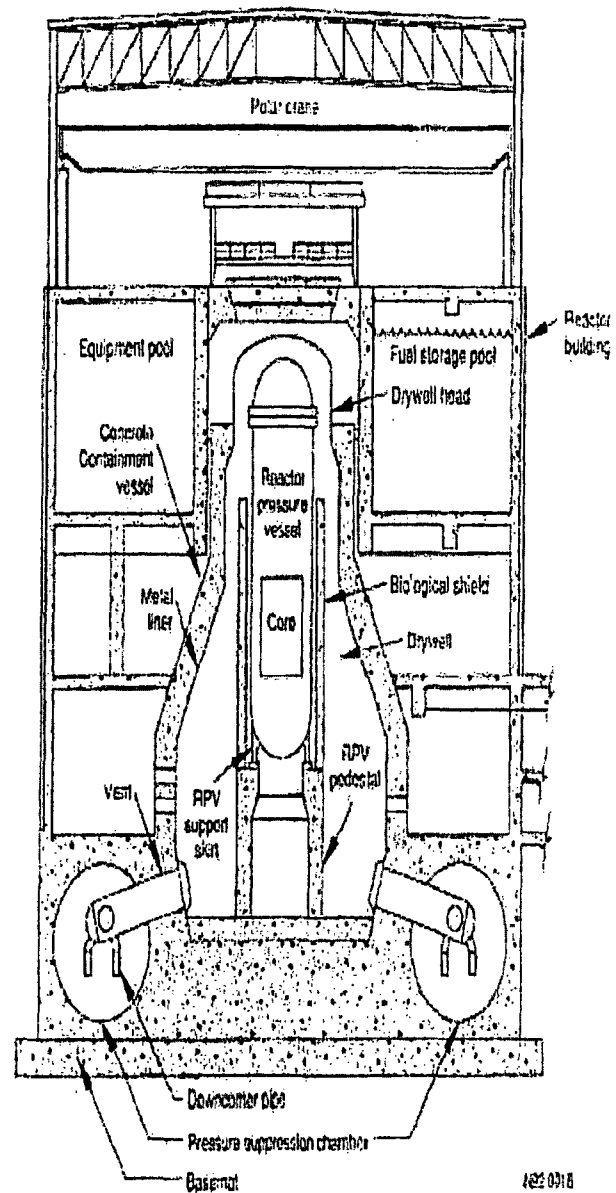 Polar crane
Equipment pool
Fuel storage pool
Reactor
building
Drywell head
Concrete
Containment
vessel
Reactor
pressure
vessel
Metal
liner
Biological shield
Core
Drywell
Vent
RPV
support
skirt
RPV
pedestal
Downcomer pipe
Pressure suppression chamber
Basemat